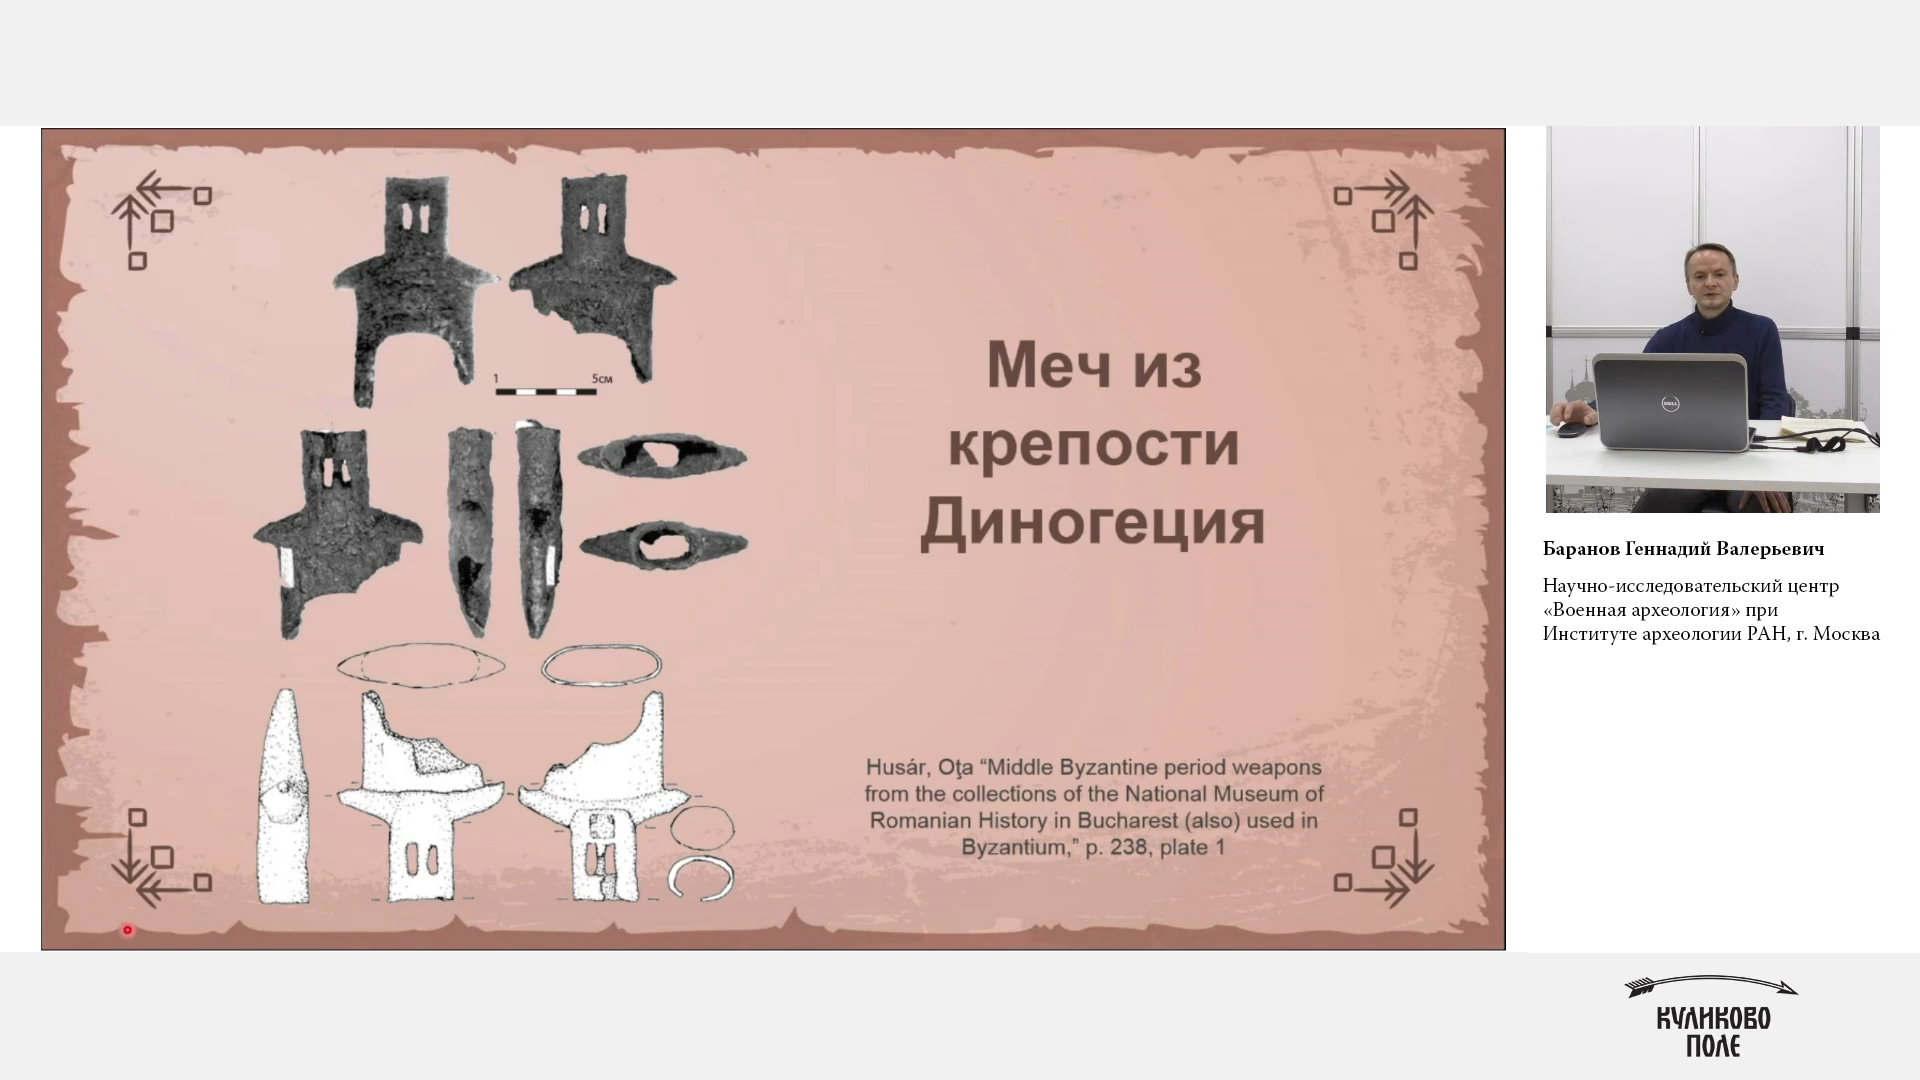 Меч из
крепости
Диногеция
1 5см
Husár, Oţa “Middle Byzantine period weapons
from the collections of the National Museum of
Romanian History in Bucharest (also) used in
Byzantium,” p. 238, plate 1
DELL
Баранов Геннадий Валерьевич
Научно-исследовательский центр
«Военная археология» при
Институте археологии РАН, г. Москва
КУЛИКОВО
ПОЛЕ